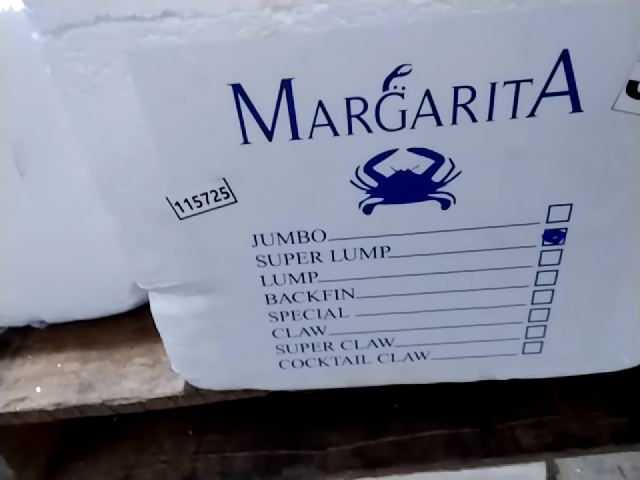 MARGARITA
115725
JUMBO
SUPER LUMP
LUMP
BACKFIN
SPECIAL
CLAW
SUPER CLAW
COCKTAIL CLAW